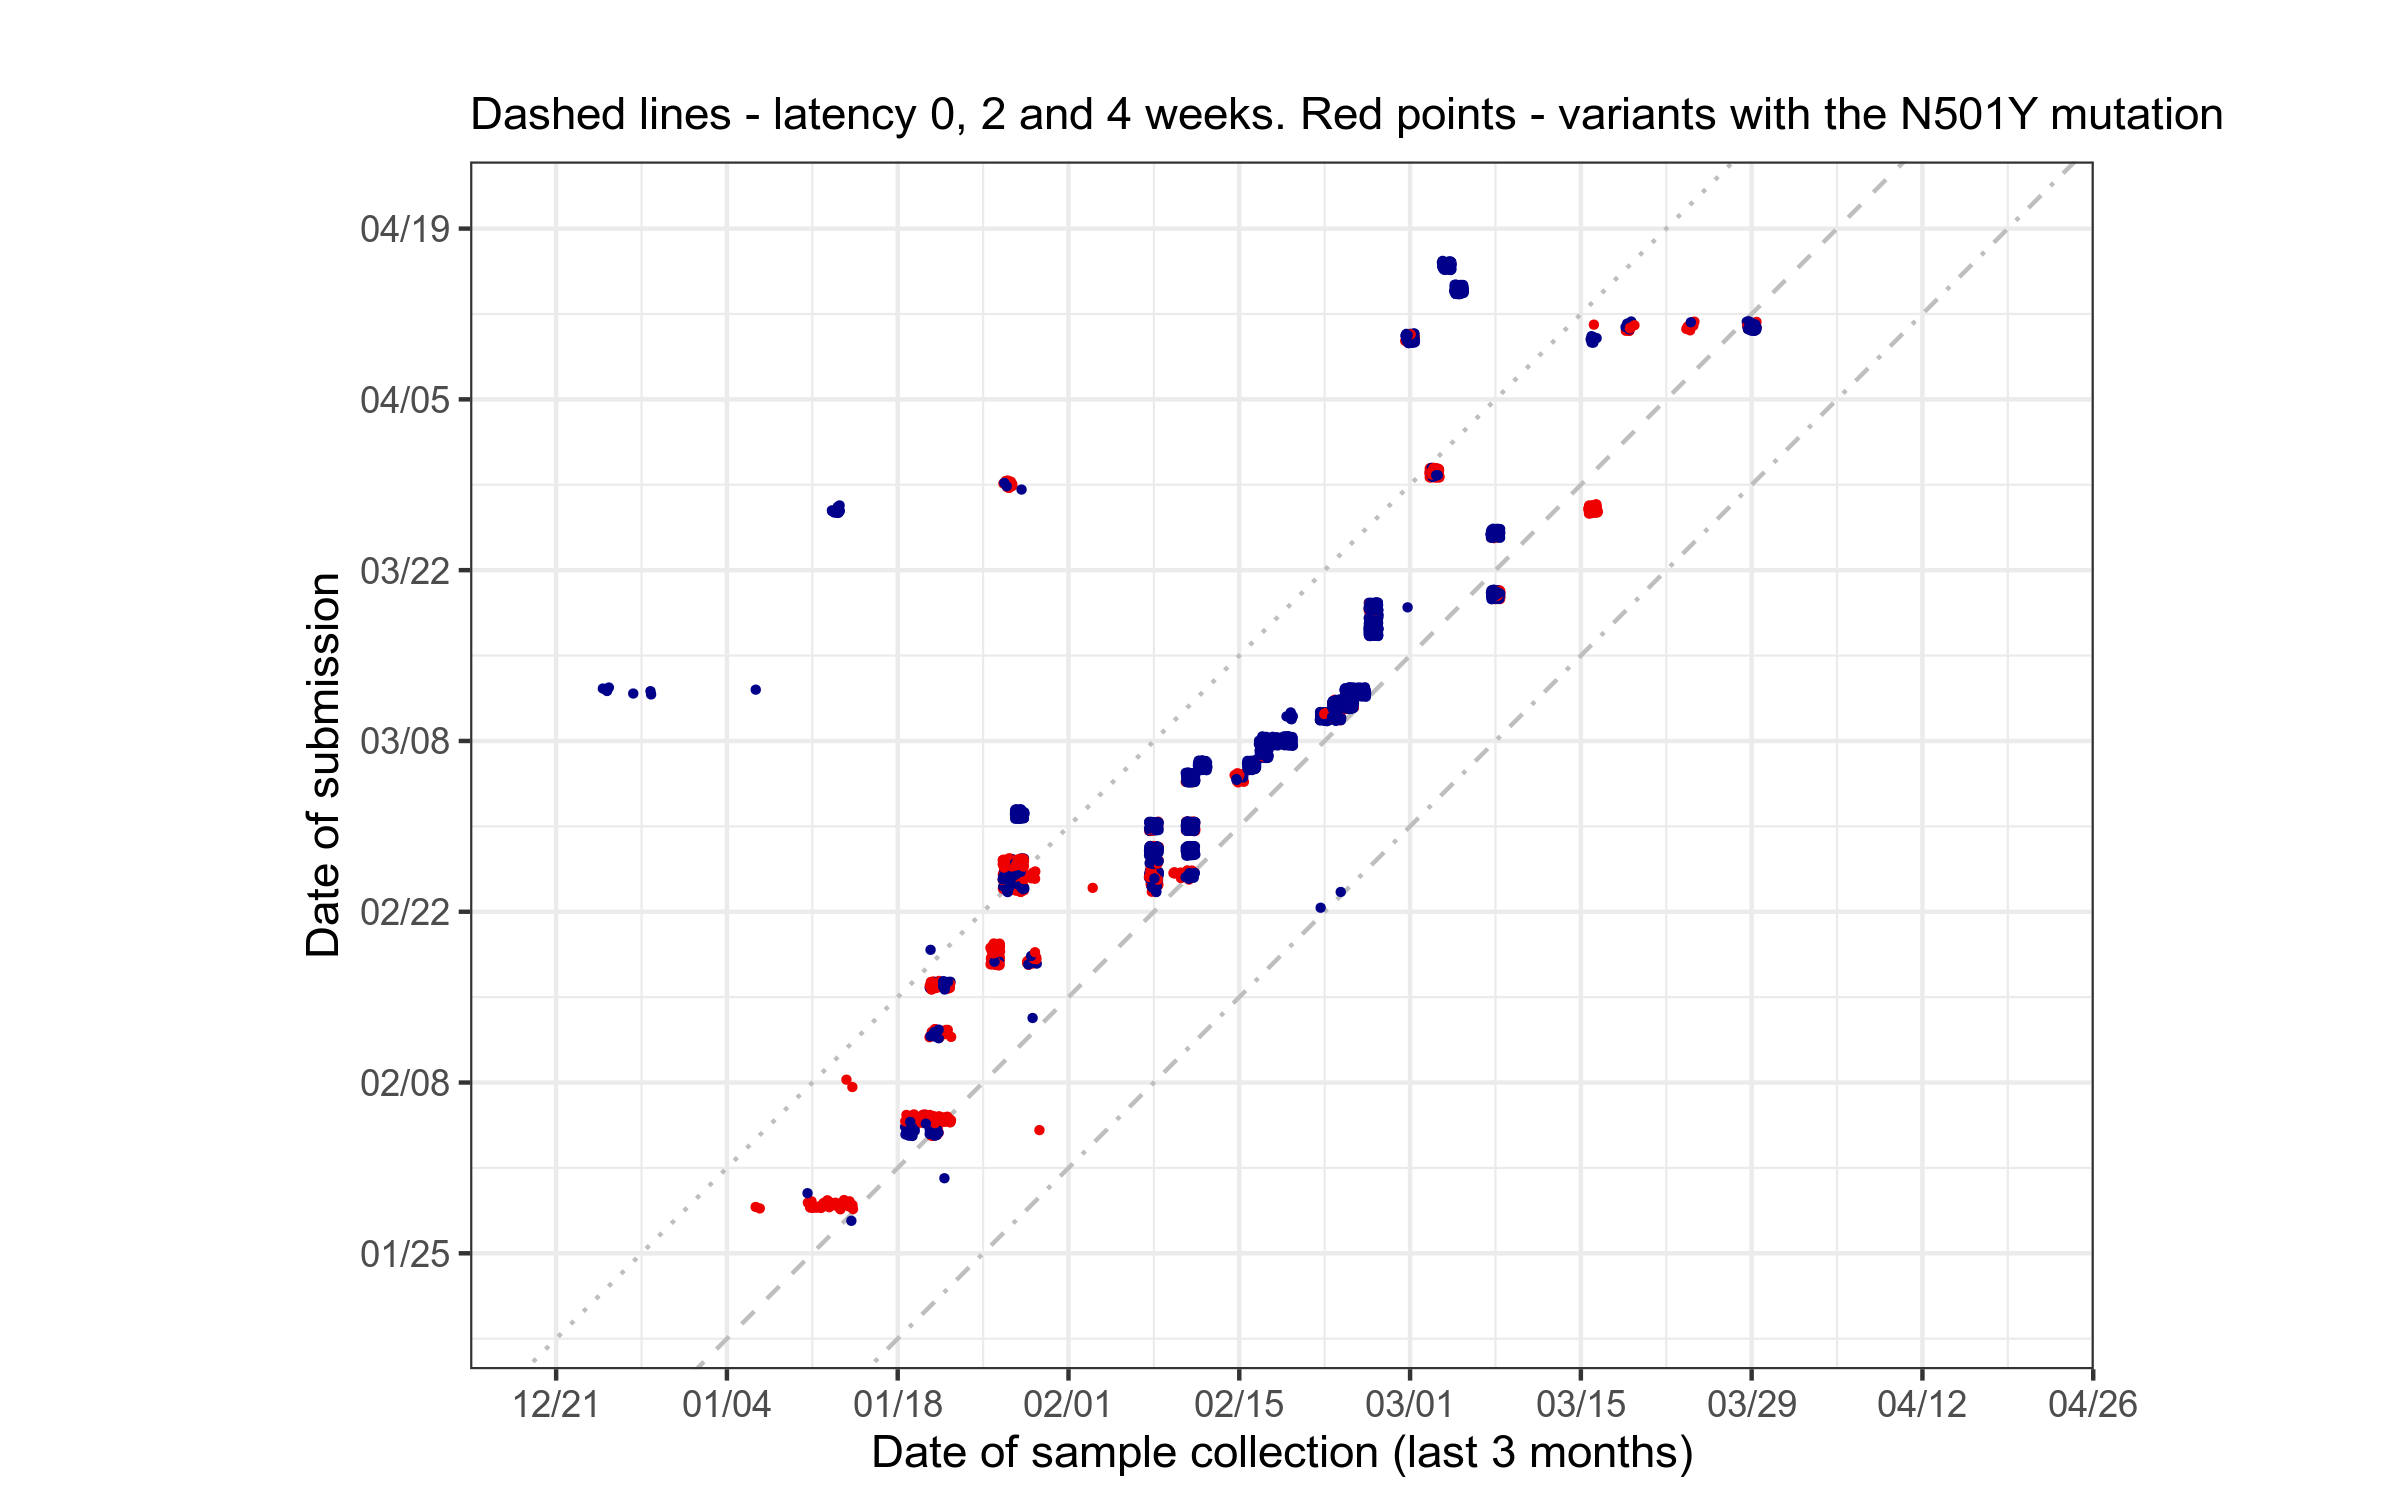 Dashed lines - latency 0, 2 and 4 weeks. Red points - variants with the N501Y mutation
Date of submission
04/19
04/05
03/22
03/08
02/22
02/08
01/25
12/21 01/04 01/18 02/01 02/15 03/01 03/15 03/29 04/12 04/26
Date of sample collection (last 3 months)